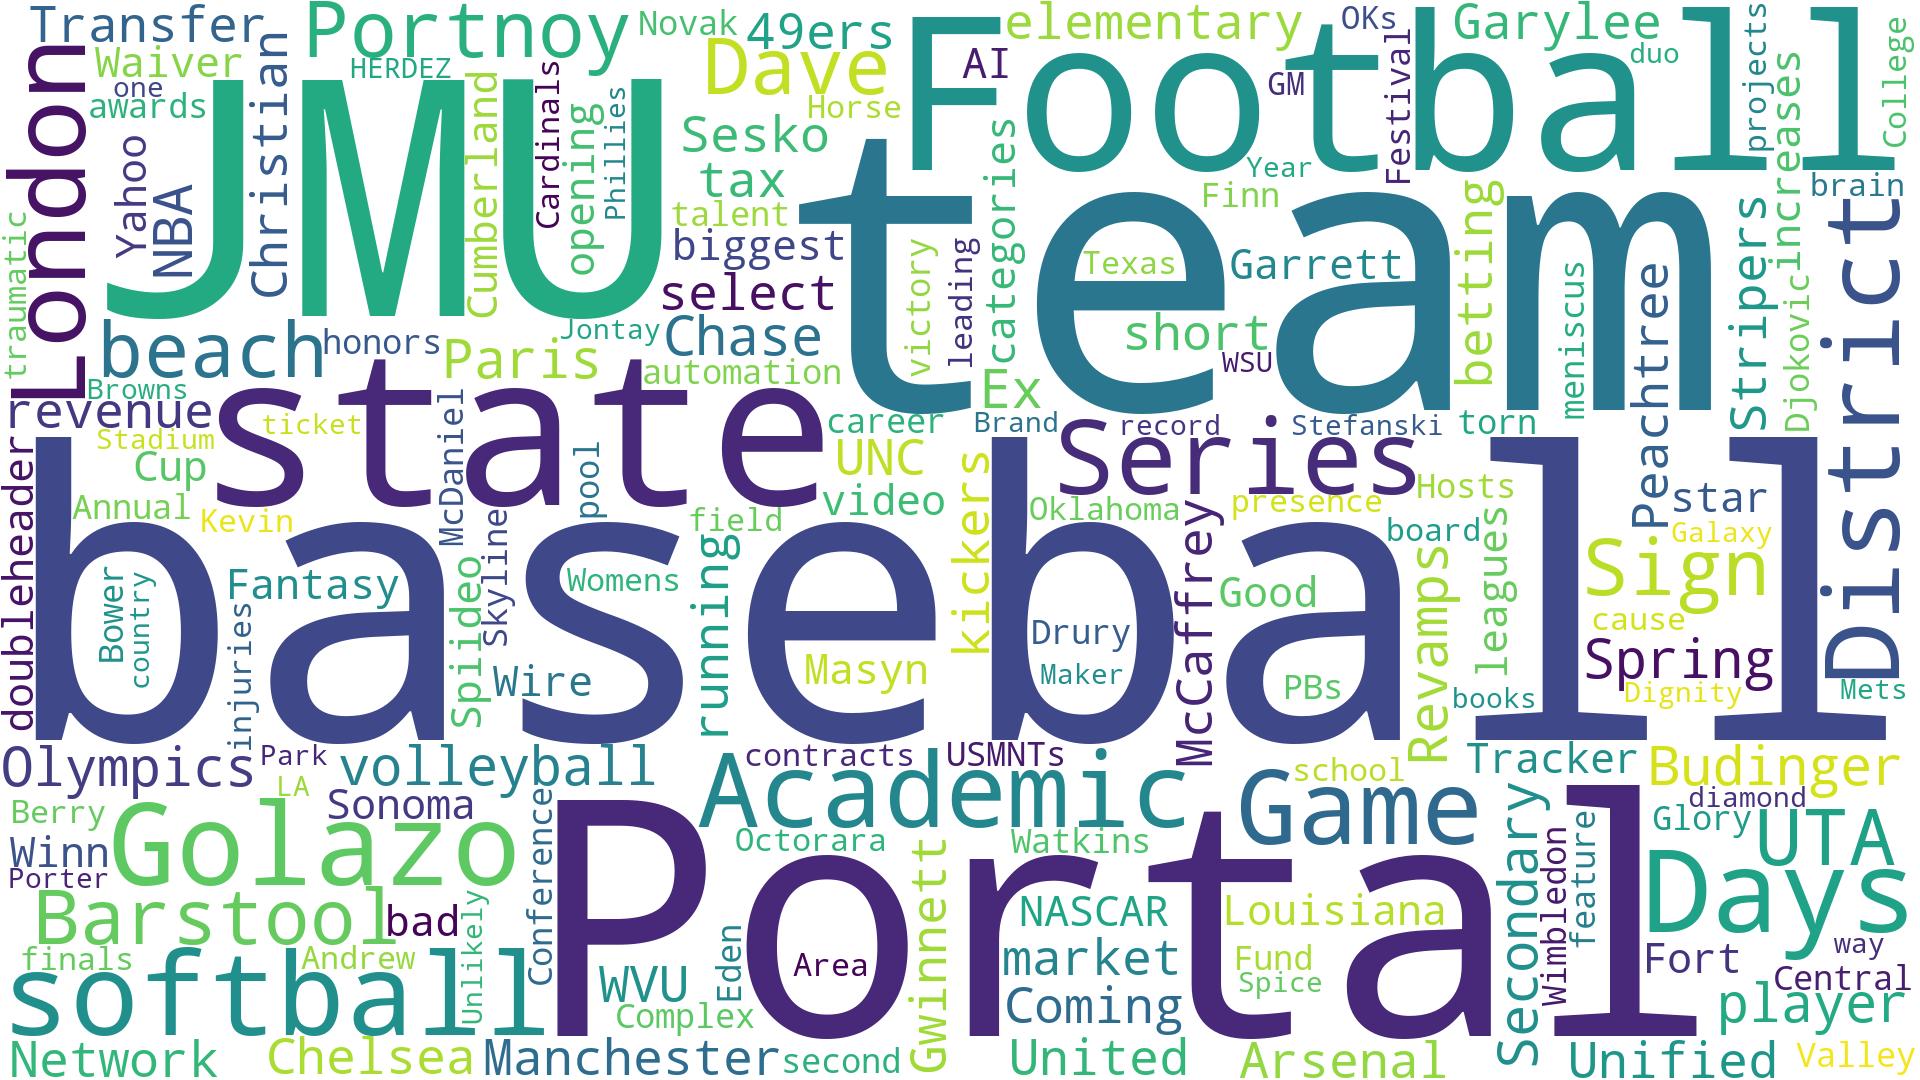 Transfer
Portnoy
Novak
49ers
elementary
OKs
Garylee
Waiver
HERDEZ
Dave
AI
Football
duo
projects
College
one
awards
Christian
Cumberland
Cardinals
Horse
GM
Festival
increases
London
JMU
opening
Phillies
Sesko
categories
Year
brain
Yahoo
NBA
tax
team
Finn
betting
Stripers
District
traumatic
talent
biggest
victory
leading
Texas
Garrett
meniscus
Peachtree
Djokovic
select
short
beach
honors
Paris
Jontay
Chase
WSU
Browns
automation
Ex
revenue
state
career
Brand
record
Stefanski
torn
Stadium
ticket
McDaniel
UNC
Series
Cup
pool
kickers
Hosts
star
Annual
Kevin
Skyline
field
video
Oklahoma
presence
board
leagues
Galaxy
doubleheader
baseball
McCaffrey
Sign
Bower
country
Fantasy
Womens
running
Good
Revamps
cause
injuries
Spiideo
Wire
Masyn
Drury
Maker
PBs
books
Spring
Dignity
Mets
Olympics
Park
volleyball
contracts
USMNTs
school
Tracker
Budinger
LA
Berry
Golazo
Sonoma
Conference
Academic
Game
Secondary
diamond
Glory
UTA
Winn
Porter
Portal
Octorara
Watkins
Wimbledon
feature
Days
Barstool
bad
Unlikely
Gwinnett
NASCAR
Louisiana
finals
Andrew
Eden
Area
market
Fund
Fort
way
softball
WVU
Spice
Central
Complex
Coming
player
Network
Chelsea
Manchester
second
United
Arsenal
Unified
Valley